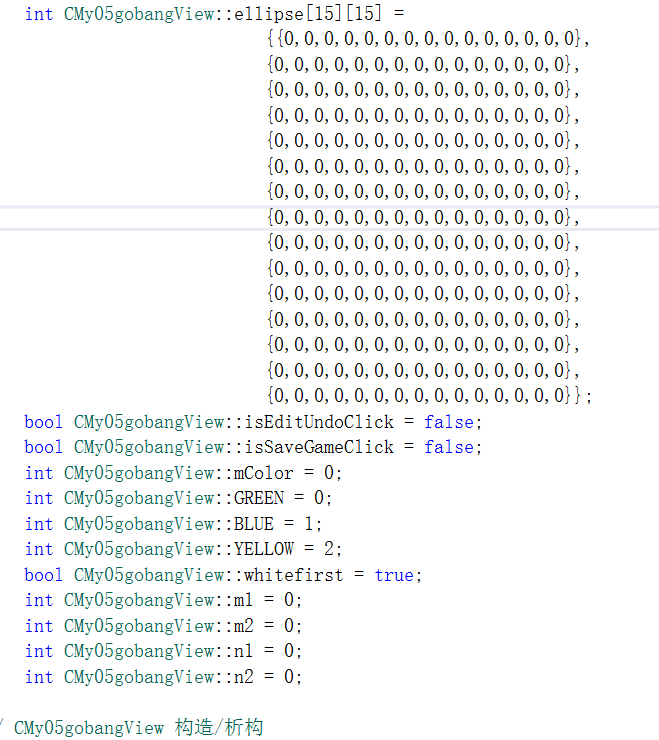 int CMy05gobangView::ellipse[15][15] =
{{0,0,0,0,0,0,0,0,0,0,0,0,0,0,0},
{0,0,0,0,0,0,0,0,0,0,0,0,0,0,0},
{0,0,0,0,0,0,0,0,0,0,0,0,0,0,0},
{0,0,0,0,0,0,0,0,0,0,0,0,0,0,0},
{0,0,0,0,0,0,0,0,0,0,0,0,0,0,0},
{0,0,0,0,0,0,0,0,0,0,0,0,0,0,0},
{0,0,0,0,0,0,0,0,0,0,0,0,0,0,0},
{0,0,0,0,0,0,0,0,0,0,0,0,0,0,0},
{0,0,0,0,0,0,0,0,0,0,0,0,0,0,0},
{0,0,0,0,0,0,0,0,0,0,0,0,0,0,0},
{0,0,0,0,0,0,0,0,0,0,0,0,0,0,0},
{0,0,0,0,0,0,0,0,0,0,0,0,0,0,0},
{0,0,0,0,0,0,0,0,0,0,0,0,0,0,0},
{0,0,0,0,0,0,0,0,0,0,0,0,0,0,0},
{0,0,0,0,0,0,0,0,0,0,0,0,0,0,0}};
bool CMy05gobangView::isEditUndoClick = false;
bool CMy05gobangView::isSaveGameClick = false;
int CMy05gobangView::mColor = 0;
int CMy05gobangView::GREEN = 0;
int CMy05gobangView::BLUE = 1;
int CMy05gobangView::YELLOW = 2;
bool CMy05gobangView::whitefirst = true;
int CMy05gobangView::m1 = 0;
int CMy05gobangView::m2 = 0;
int CMy05gobangView::n1 = 0;
int CMy05gobangView::n2 = 0;
/ CMy05gobangView 构造/析构